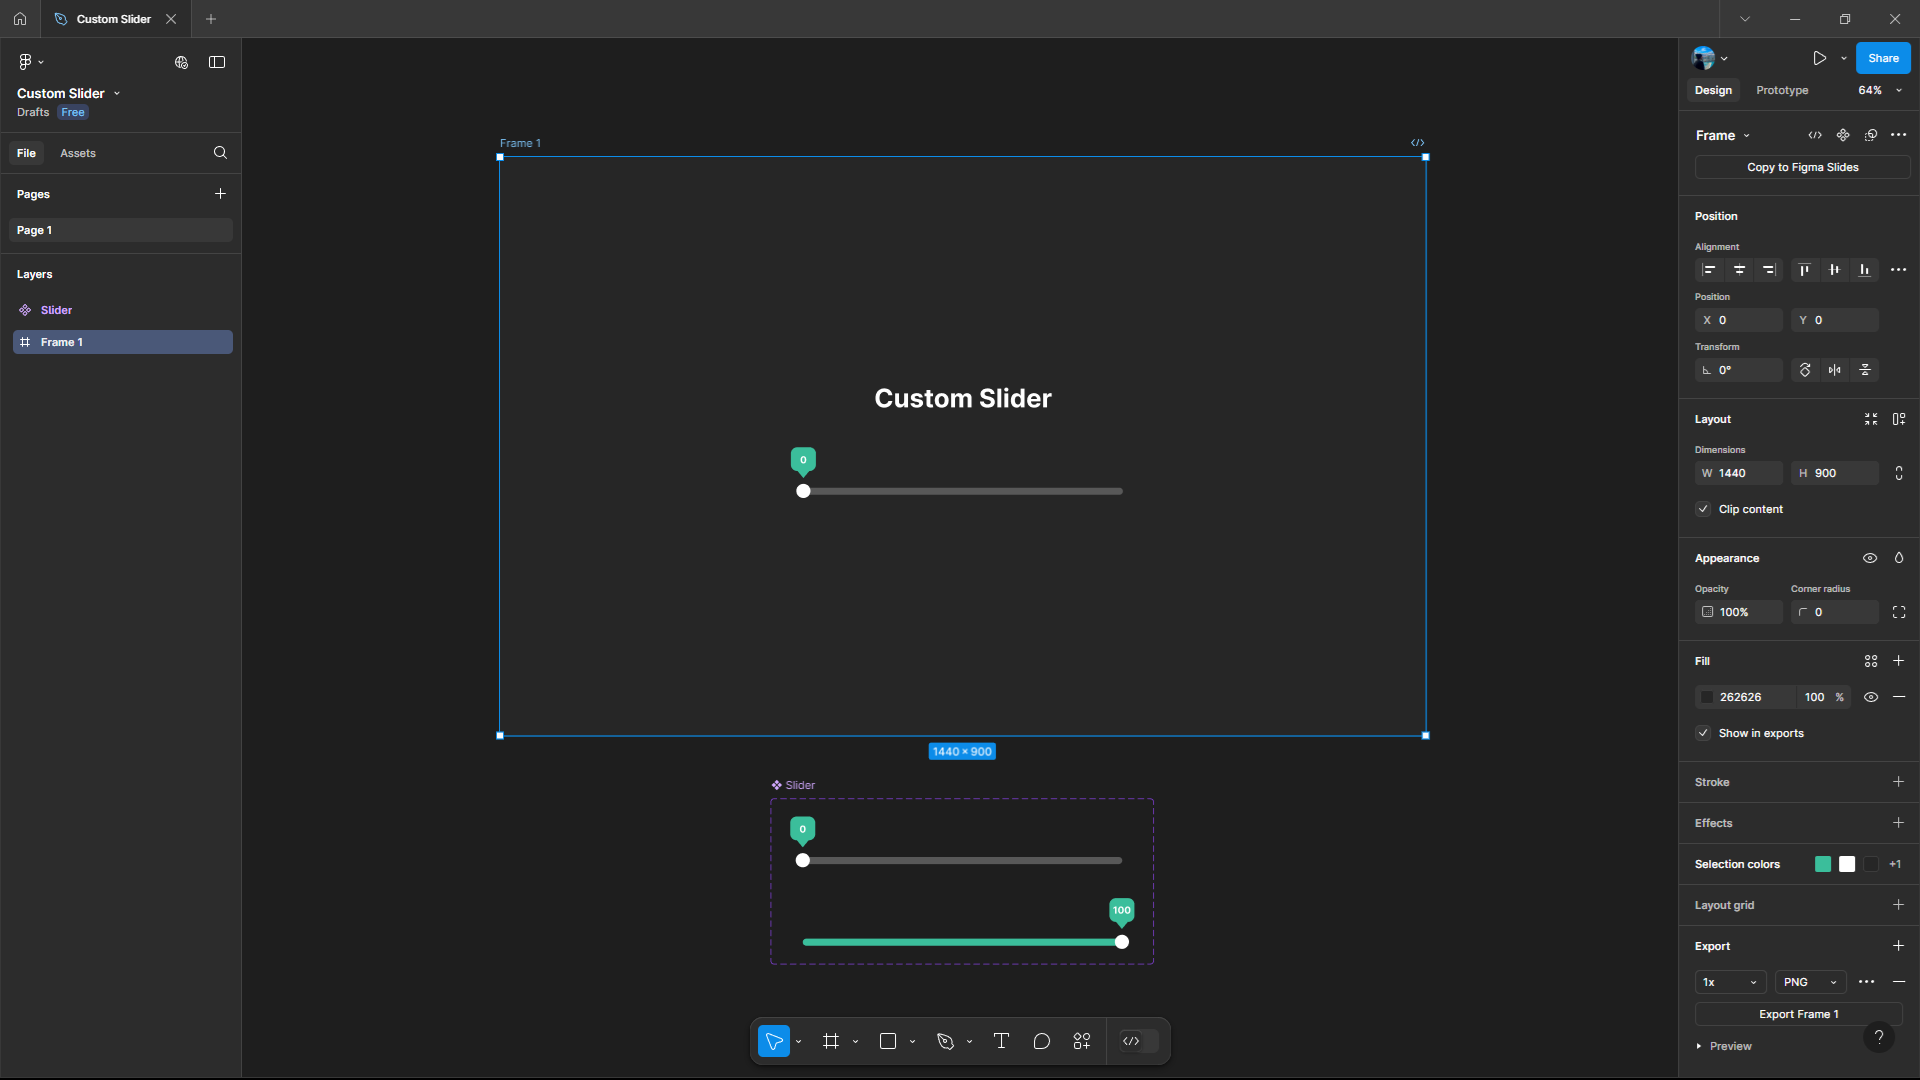 Custom Slider
Custom Slider
Drafts Free
File Assets
Pages
Page 1
Layers
Slider
Frame 1
Frame 1
Custom Slider
0
1440 × 900
Slider
0
100
Share
Design Prototype 64%
Frame
Copy to Figma Slides
Position
Alignment
Position
X 0 Y 0
Transform
0°
Layout
Dimensions
W 1440 H 900
Clip content
Appearance
Opacity Corner radius
100% 0
Fill
262626 100 %
Show in exports
Stroke
Effects
Selection colors +1
Layout grid
Export
1x PNG
Export Frame 1
?
Preview